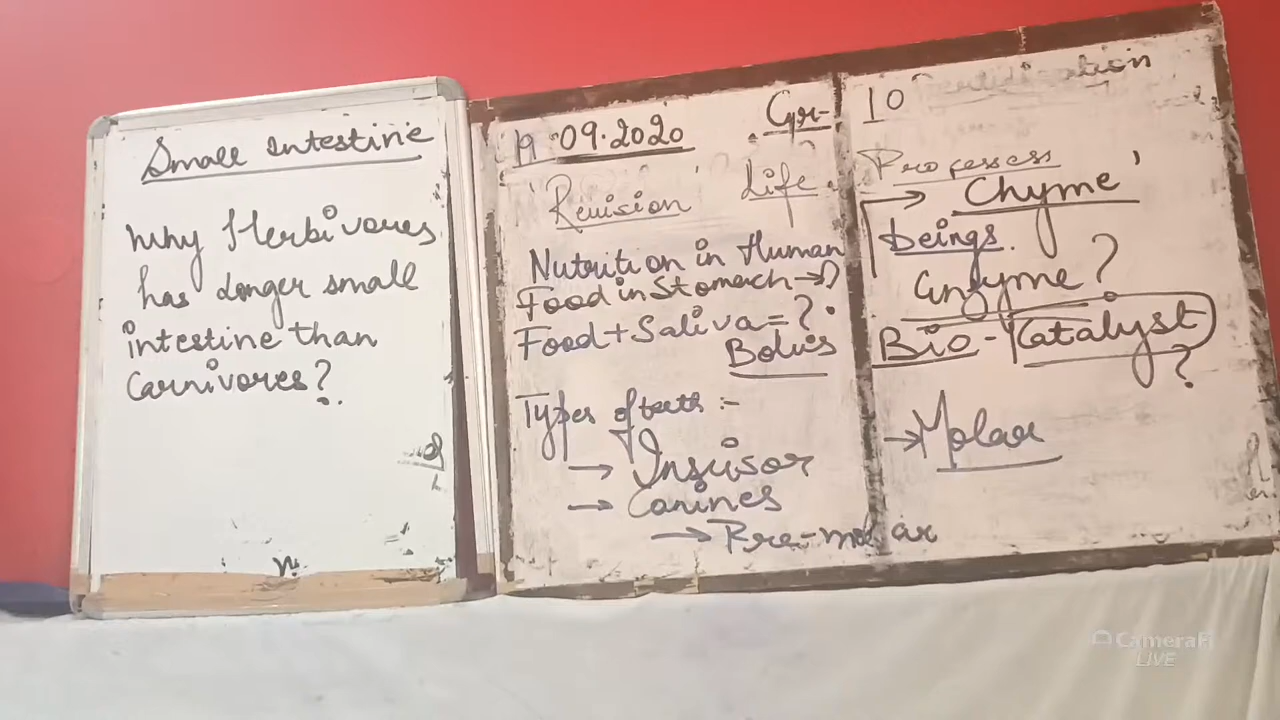 Small intestine
Why Herbivores
has longer small
intestine than
Carnivores?
19.09.2020 Gr- 10
'Revision' Life Processess
Nutrition in Human beings.
Food in Stomach → ? → 'Chyme'
Food + Saliva = ?
Bolus
Enzyme?
Bio-Catalyst
?
Types of teeth :-
→ Insisor
→ Canines
→ Pre-molar
→ Molar
CameraFi
LIVE